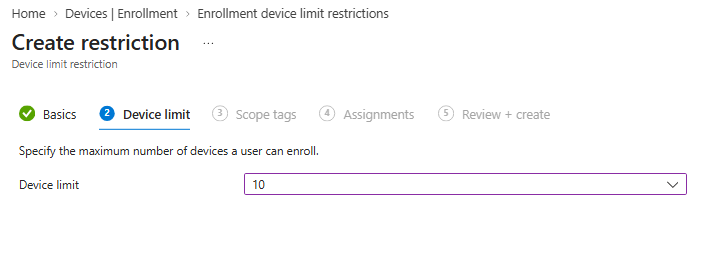 Home > Devices | Enrollment > Enrollment device limit restrictions
Create restriction ...
Device limit restriction
Basics 2 Device limit 3 Scope tags 4 Assignments 5 Review + create
Specify the maximum number of devices a user can enroll.
Device limit 10